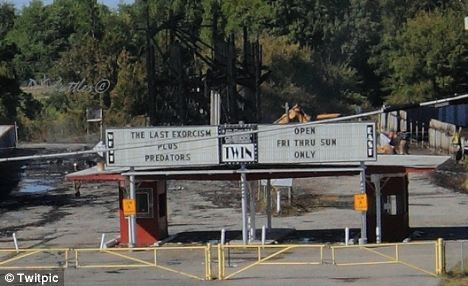 THE LAST EXORCISM
PLUS
PREDATORS
TWIN
OPEN
FRI THRU SUN
ONLY
© Twitpic